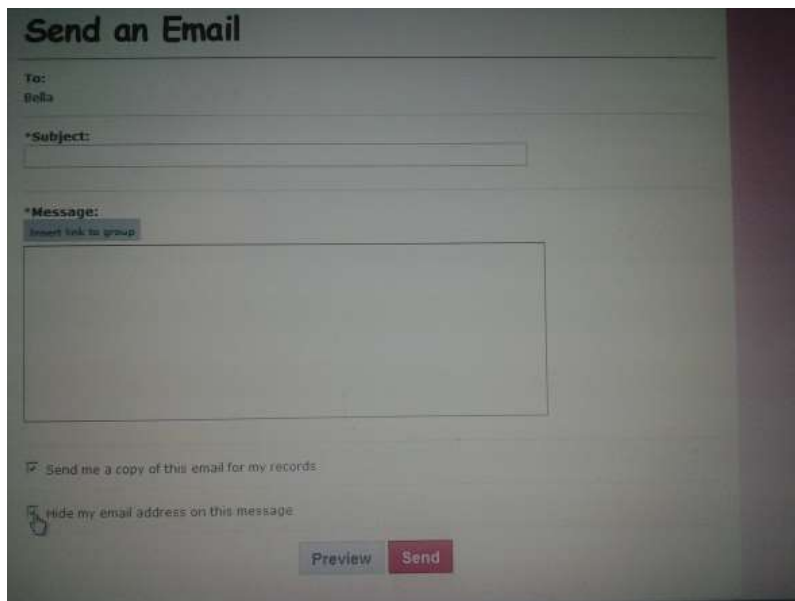 Send an Email
To:
Bella
*Subject:
*Message:
Insert link to group
Send me a copy of this email for my records
Hide my email address on this message
Preview Send